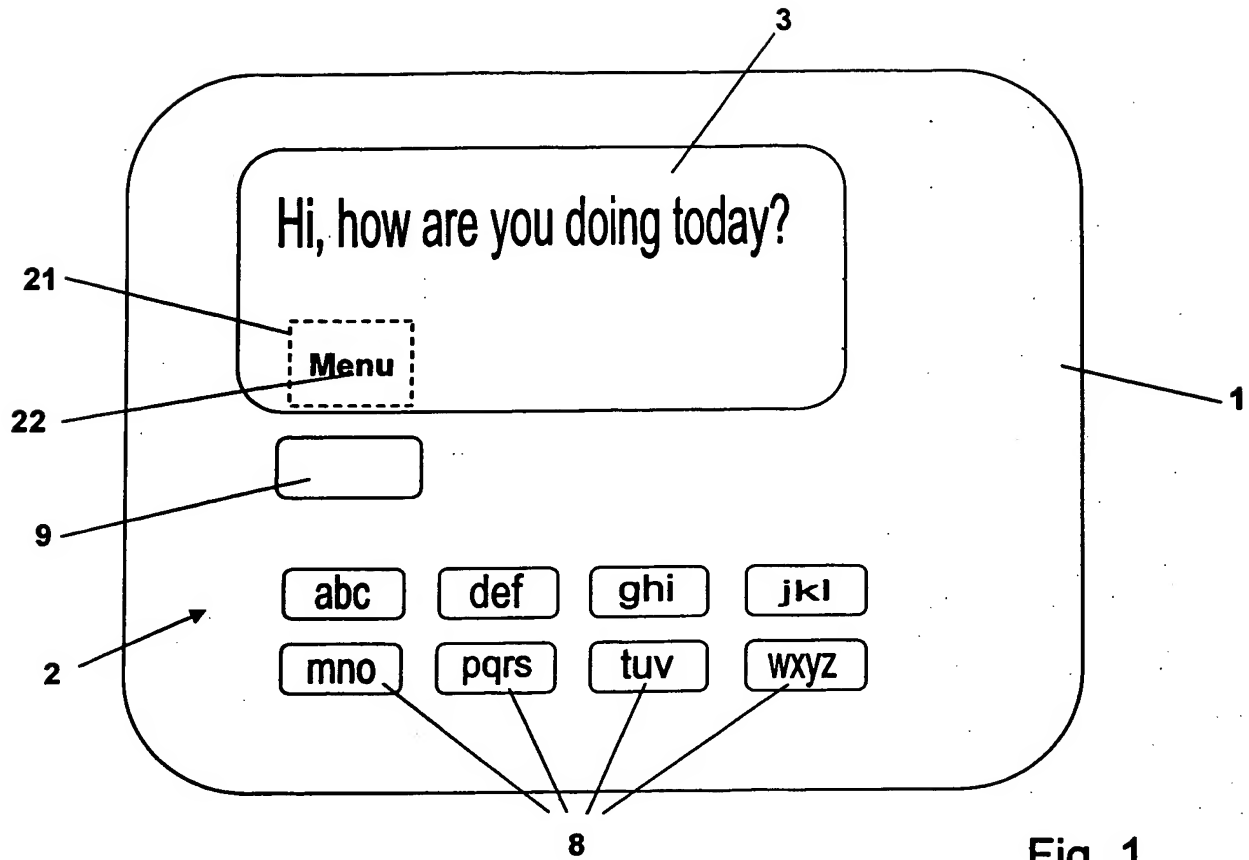 3
Hi, how are you doing today?
21
Menu
22
1
9
abc def ghi jkl
2
mno pqrs tuv wxyz
8
Fig. 1